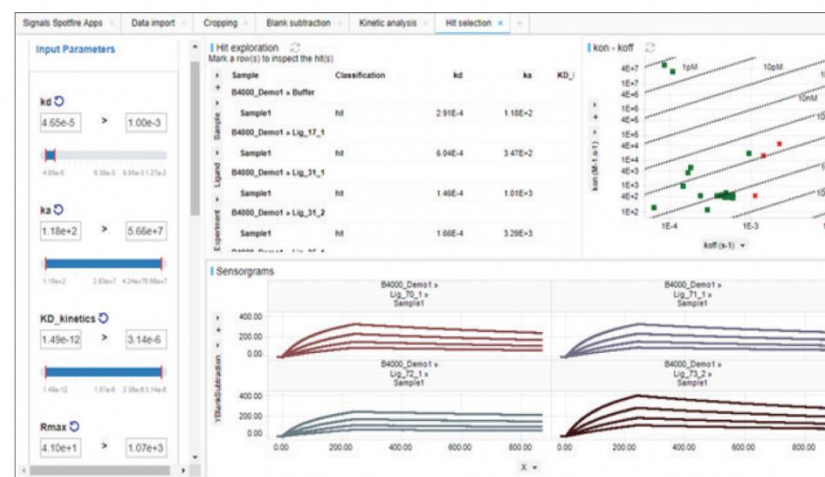 Signals Spotfire Apps
Data import
Cropping
Blank subtraction
Kinetic analysis
Hit selection
Input Parameters
kd
4.65e-5 > 1.00e-3
ka
1.18e+2 > 5.66e+7
1.18e+2
KD_kinetics
1.49e-12 > 3.14e-6
1.49e-12
Rmax
4.10e+1 > 1.07e+3
Hit exploration
Mark a row(s) to inspect the hit(s)
Sample Classification kd ka
B4000_Demo1 » Buffer
Sample1 hit 2.91E-4 1.18E+2
B4000_Demo1 » Lig_17_1
Sample1 hit 6.04E-4 3.47E+2
B4000_Demo1 » Lig_31_1
Sample1 hit 1.46E-4 1.01E+3
B4000_Demo1 » Lig_31_2
Sample1 hit 1.66E-4 3.29E+3
Sample
Ligand
Experiment
kon - koff
4E+7
1E+7
4E+6
1E+6
4E+5
1E+5
4E+4
1E+4
4E+3
1E+3
4E+2
1E+2
1pM
10pM
10nM
kon (M-1.s-1)
1E-4 1E-3
koff (s-1)
Sensorgrams
B4000_Demo1 »
Lig_70_1 »
Sample1
B4000_Demo1 »
Lig_71_1 »
Sample1
400.00
200.00
0.00
B4000_Demo1 »
Lig_72_1 »
Sample1
B4000_Demo1 »
Lig_73_2 »
Sample1
400.00
200.00
0.00
YBlankSubtraction
0.00 200.00 400.00 600.00 800.00
0.00 200.00 400.00 600.00
X